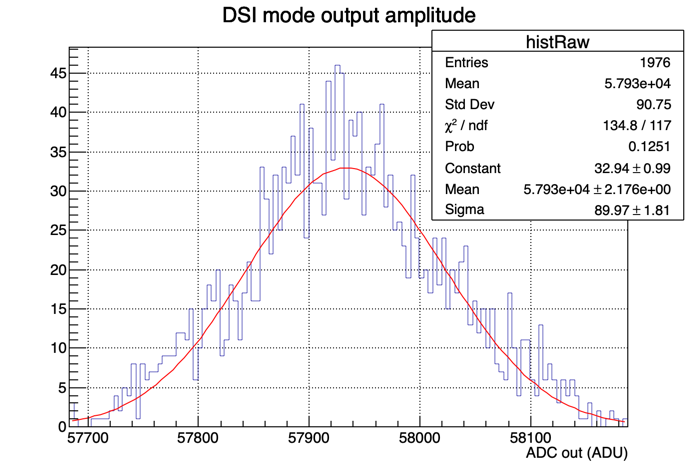 DSI mode output amplitude
histRaw
Entries 1976
Mean 5.793e+04
Std Dev 90.75
χ² / ndf 134.8 / 117
Prob 0.1251
Constant 32.94 ± 0.99
Mean 5.793e+04 ± 2.176e+00
Sigma 89.97 ± 1.81
45
40
35
30
25
20
15
10
5
0
57700 57800 57900 58000 58100
ADC out (ADU)